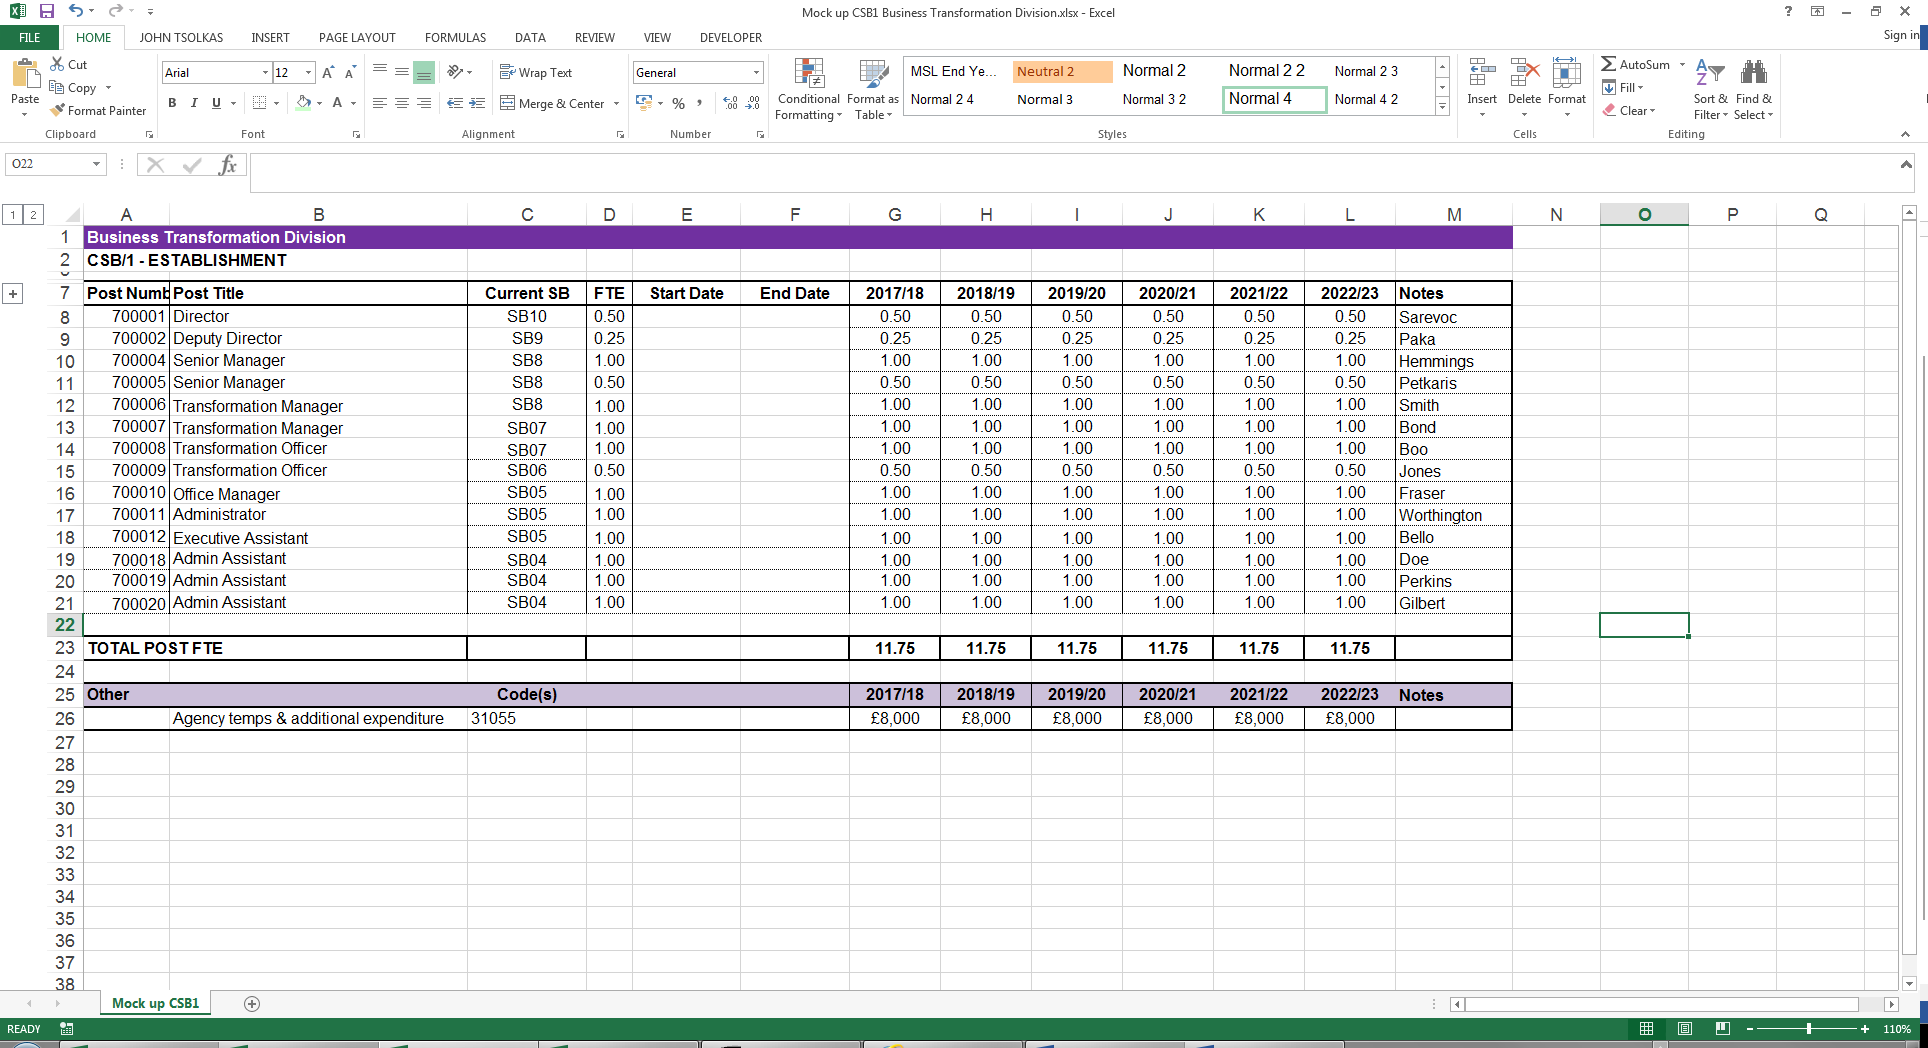 Mock up CSB1 Business Transformation Division.xlsx - Excel
?
Sign in
FILE HOME JOHN TSOLKAS INSERT PAGE LAYOUT FORMULAS DATA REVIEW VIEW DEVELOPER
Paste
Cut
Copy
Format Painter
Clipboard
Arial 12
B I U
Font
Wrap Text
Merge & Center
Alignment
General
%
Number
Conditional Formatting
Format as Table
MSL End Ye... Neutral 2 Normal 2 Normal 2 2 Normal 2 3
Normal 2 4 Normal 3 Normal 3 2 Normal 4 Normal 4 2
Styles
Insert Delete Format
Cells
AutoSum
Fill
Clear
Sort & Filter
Find & Select
Editing
O22 fx
1 2
A B C D E F G H I J K L M N O P Q
1 Business Transformation Division
2 CSB/1 - ESTABLISHMENT
7 Post Numb Post Title Current SB FTE Start Date End Date 2017/18 2018/19 2019/20 2020/21 2021/22 2022/23 Notes
8 700001 Director SB10 0.50 0.50 0.50 0.50 0.50 0.50 0.50 Sarevoc
9 700002 Deputy Director SB9 0.25 0.25 0.25 0.25 0.25 0.25 0.25 Paka
10 700004 Senior Manager SB8 1.00 1.00 1.00 1.00 1.00 1.00 1.00 Hemmings
11 700005 Senior Manager SB8 0.50 0.50 0.50 0.50 0.50 0.50 0.50 Petkaris
12 700006 Transformation Manager SB8 1.00 1.00 1.00 1.00 1.00 1.00 1.00 Smith
13 700007 Transformation Manager SB07 1.00 1.00 1.00 1.00 1.00 1.00 1.00 Bond
14 700008 Transformation Officer SB07 1.00 1.00 1.00 1.00 1.00 1.00 1.00 Boo
15 700009 Transformation Officer SB06 0.50 0.50 0.50 0.50 0.50 0.50 0.50 Jones
16 700010 Office Manager SB05 1.00 1.00 1.00 1.00 1.00 1.00 1.00 Fraser
17 700011 Administrator SB05 1.00 1.00 1.00 1.00 1.00 1.00 1.00 Worthington
18 700012 Executive Assistant SB05 1.00 1.00 1.00 1.00 1.00 1.00 1.00 Bello
19 700018 Admin Assistant SB04 1.00 1.00 1.00 1.00 1.00 1.00 1.00 Doe
20 700019 Admin Assistant SB04 1.00 1.00 1.00 1.00 1.00 1.00 1.00 Perkins
21 700020 Admin Assistant SB04 1.00 1.00 1.00 1.00 1.00 1.00 1.00 Gilbert
22
23 TOTAL POST FTE 11.75 11.75 11.75 11.75 11.75 11.75
24
25 Other Code(s) 2017/18 2018/19 2019/20 2020/21 2021/22 2022/23 Notes
26 Agency temps & additional expenditure 31055 £8,000 £8,000 £8,000 £8,000 £8,000 £8,000
27
28
29
30
31
32
33
34
35
36
37
38
Mock up CSB1
READY 110%